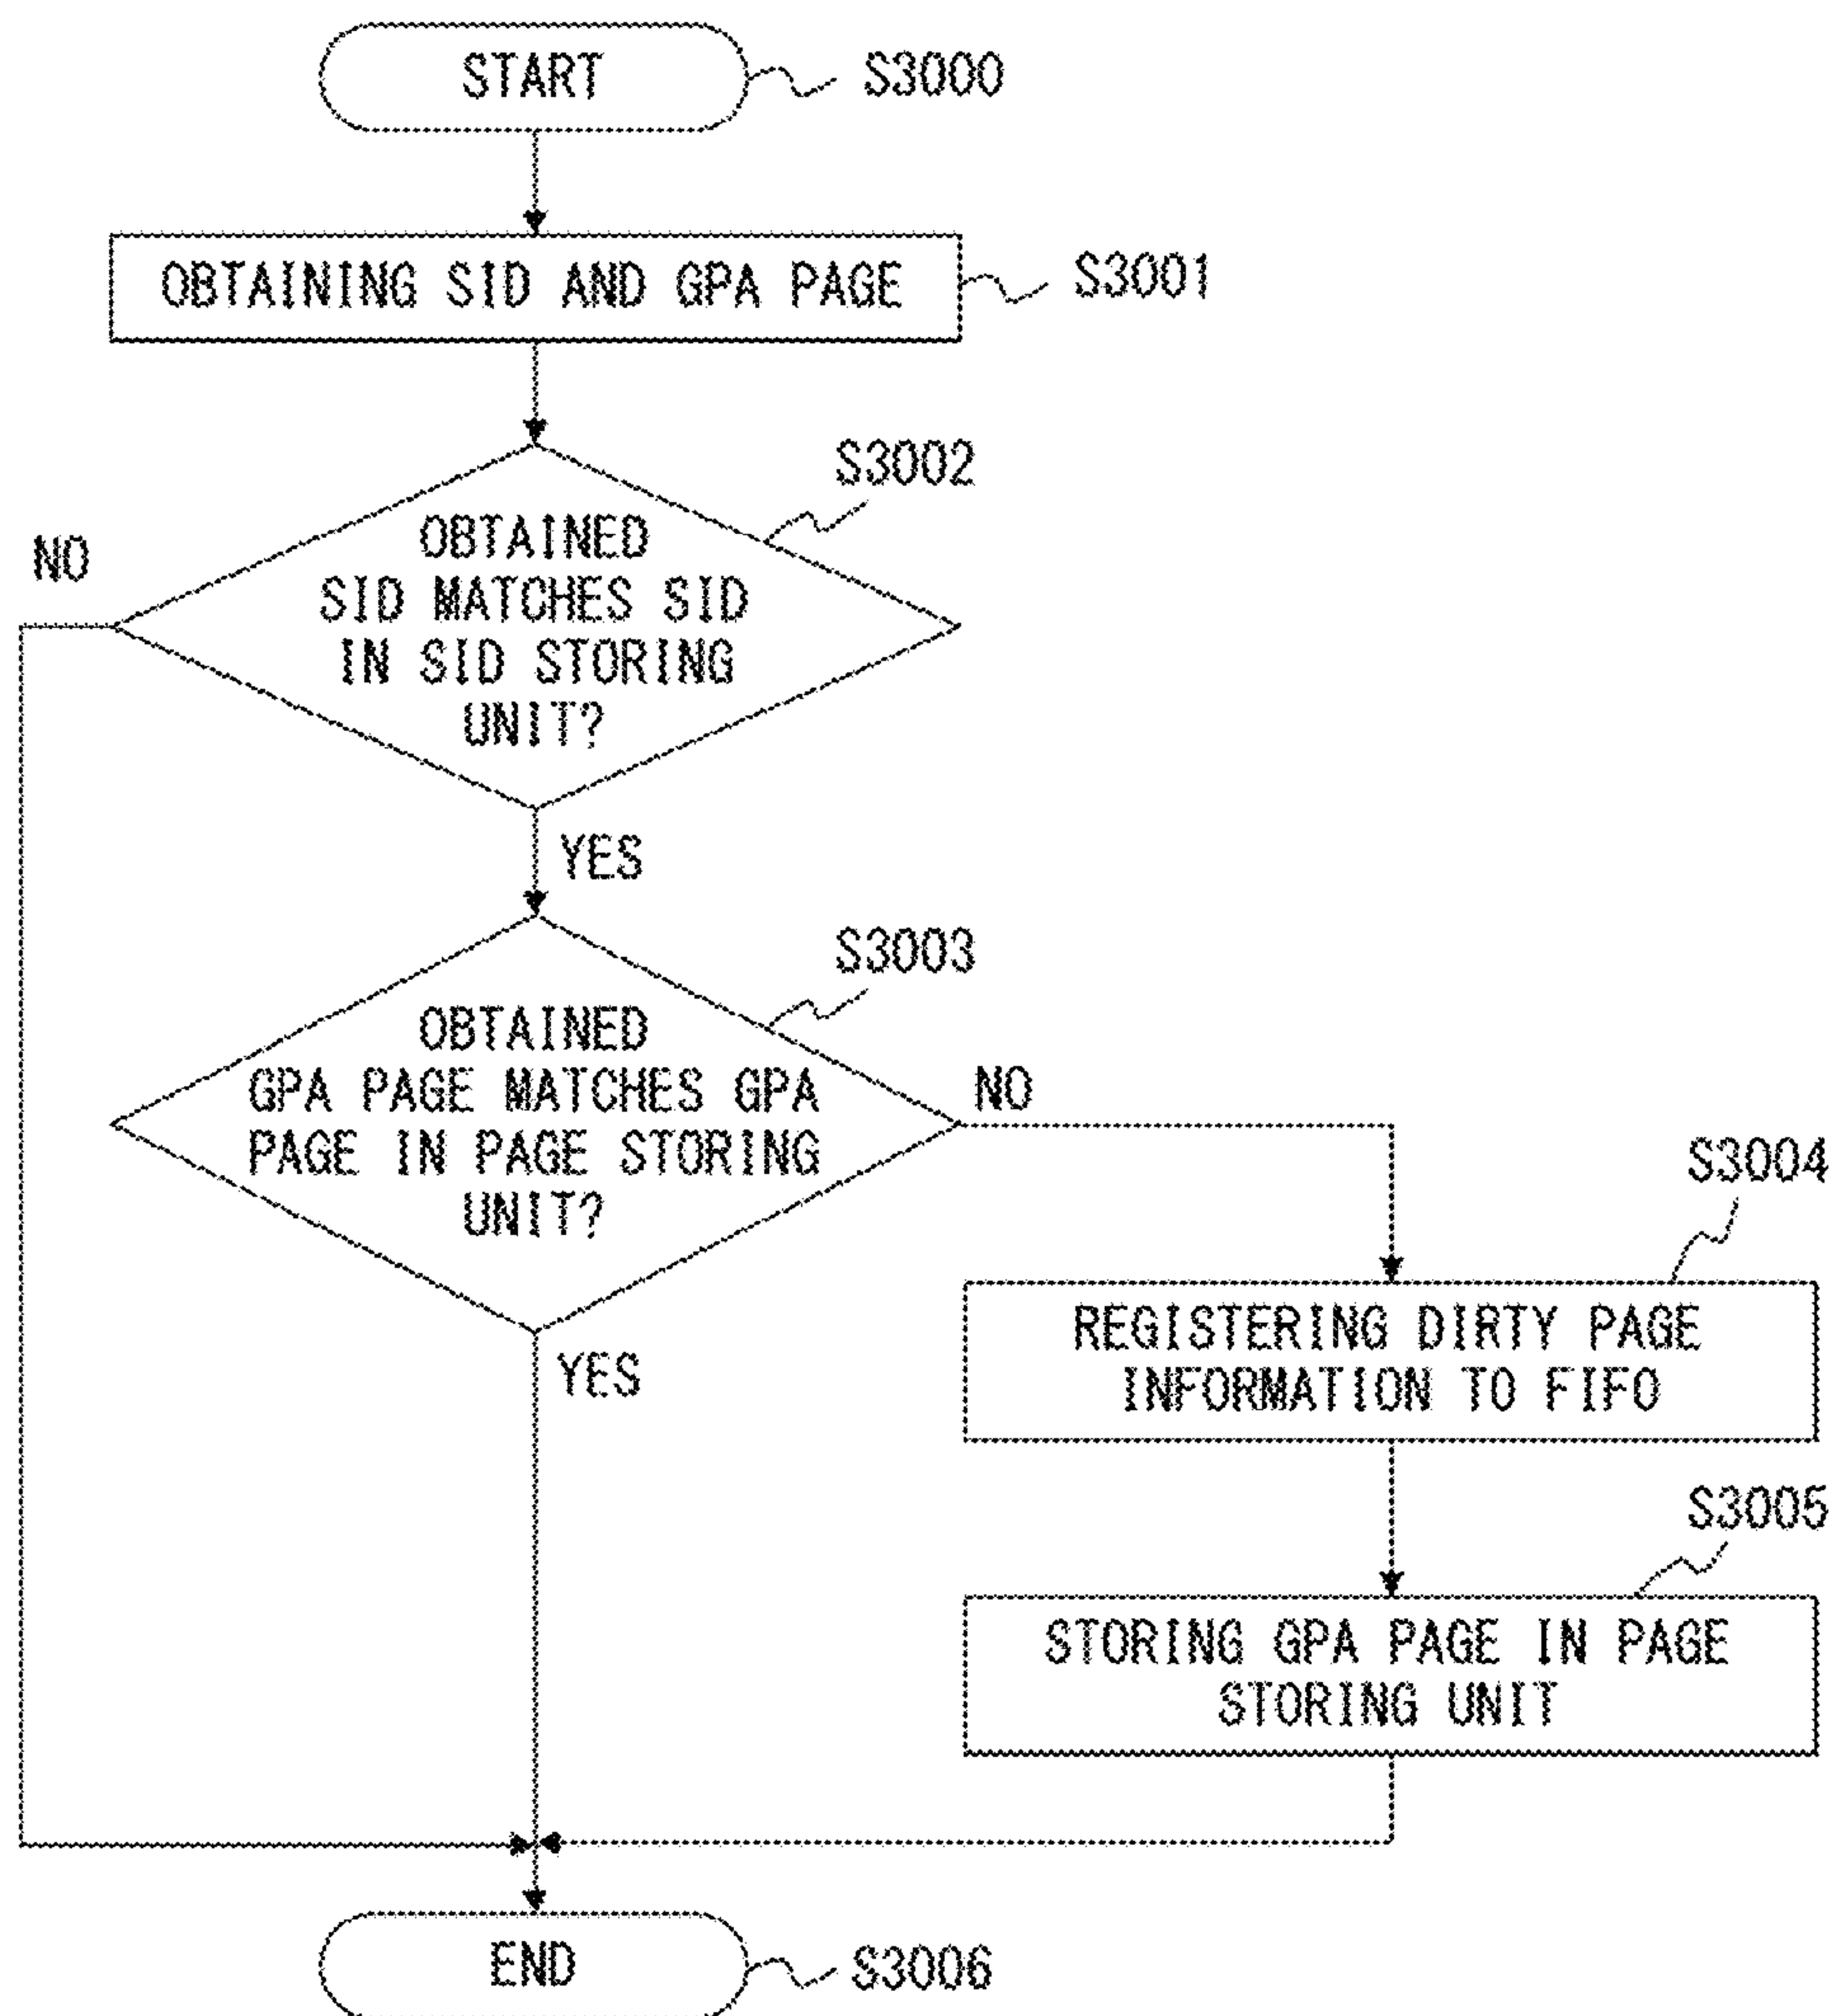 START
S3000
OBTAINING SID AND GPA PAGE
S3001
S3002
NO
OBTAINED
SID MATCHES SID
IN SID STORING
UNIT?
YES
S3003
OBTAINED
GPA PAGE MATCHES GPA
PAGE IN PAGE STORING
UNIT?
NO
YES
S3004
REGISTERING DIRTY PAGE
INFORMATION TO FIFO
S3005
STORING GPA PAGE IN PAGE
STORING UNIT
END
S3006